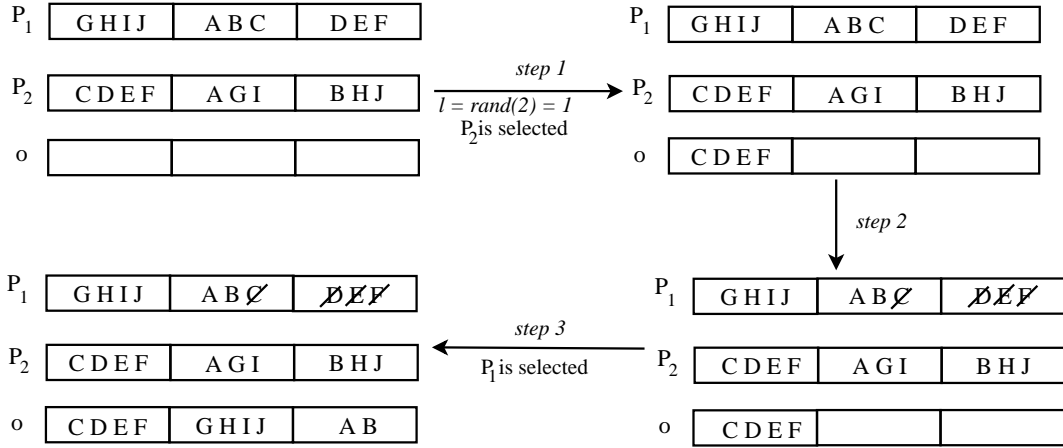 P1 GHIJ ABC DEF
P2 CDEF AGI BHJ
o
step 1
l = rand(2) = 1
P2 is selected
P1 GHIJ ABC DEF
P2 CDEF AGI BHJ
o CDEF
step 2
P1 GHIJ ABC DEF
P2 CDEF AGI BHJ
o CDEF
step 3
P1 is selected
P1 GHIJ ABC DEF
P2 CDEF AGI BHJ
o CDEF GHIJ AB